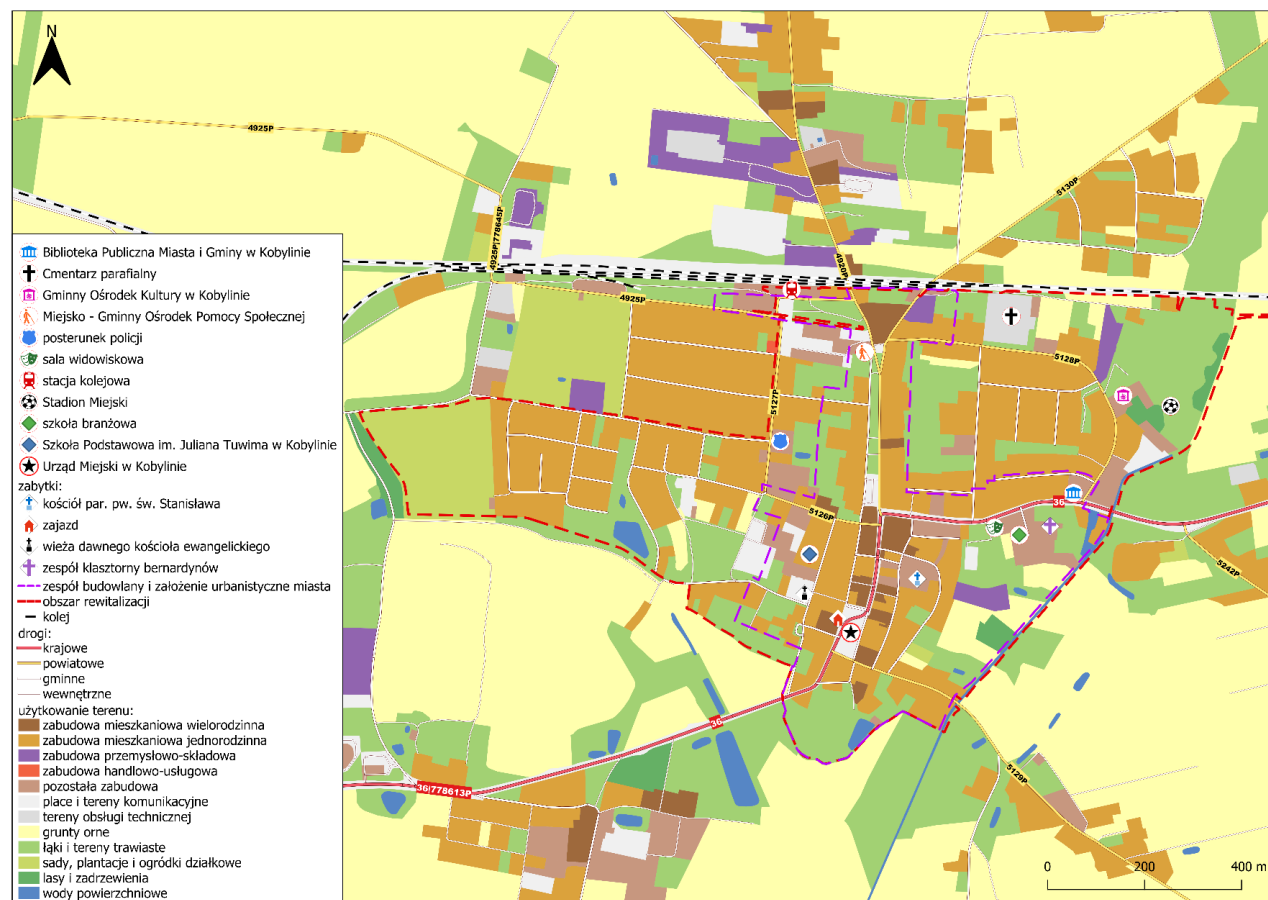 N
4925P
5130P
4925P|778645P
4920P
4925P
5128P
5127P
5126P
36
5242P
36
5128P
36|778613P
Biblioteka Publiczna Miasta i Gminy w Kobylinie
Cmentarz parafialny
Gminny Ośrodek Kultury w Kobylinie
Miejsko - Gminny Ośrodek Pomocy Społecznej
posterunek policji
sala widowiskowa
stacja kolejowa
Stadion Miejski
szkoła branżowa
Szkoła Podstawowa im. Juliana Tuwima w Kobylinie
Urząd Miejski w Kobylinie
zabytki:
kościół par. pw. św. Stanisława
zajazd
wieża dawnego kościoła ewangelickiego
zespół klasztorny bernardynów
zespół budowlany i założenie urbanistyczne miasta
obszar rewitalizacji
kolej
drogi:
krajowe
powiatowe
gminne
wewnętrzne
użytkowanie terenu:
zabudowa mieszkaniowa wielorodzinna
zabudowa mieszkaniowa jednorodzinna
zabudowa przemysłowo-składowa
zabudowa handlowo-usługowa
pozostała zabudowa
place i tereny komunikacyjne
tereny obsługi technicznej
grunty orne
łąki i tereny trawiaste
sady, plantacje i ogródki działkowe
lasy i zadrzewienia
wody powierzchniowe
0 200 400 m